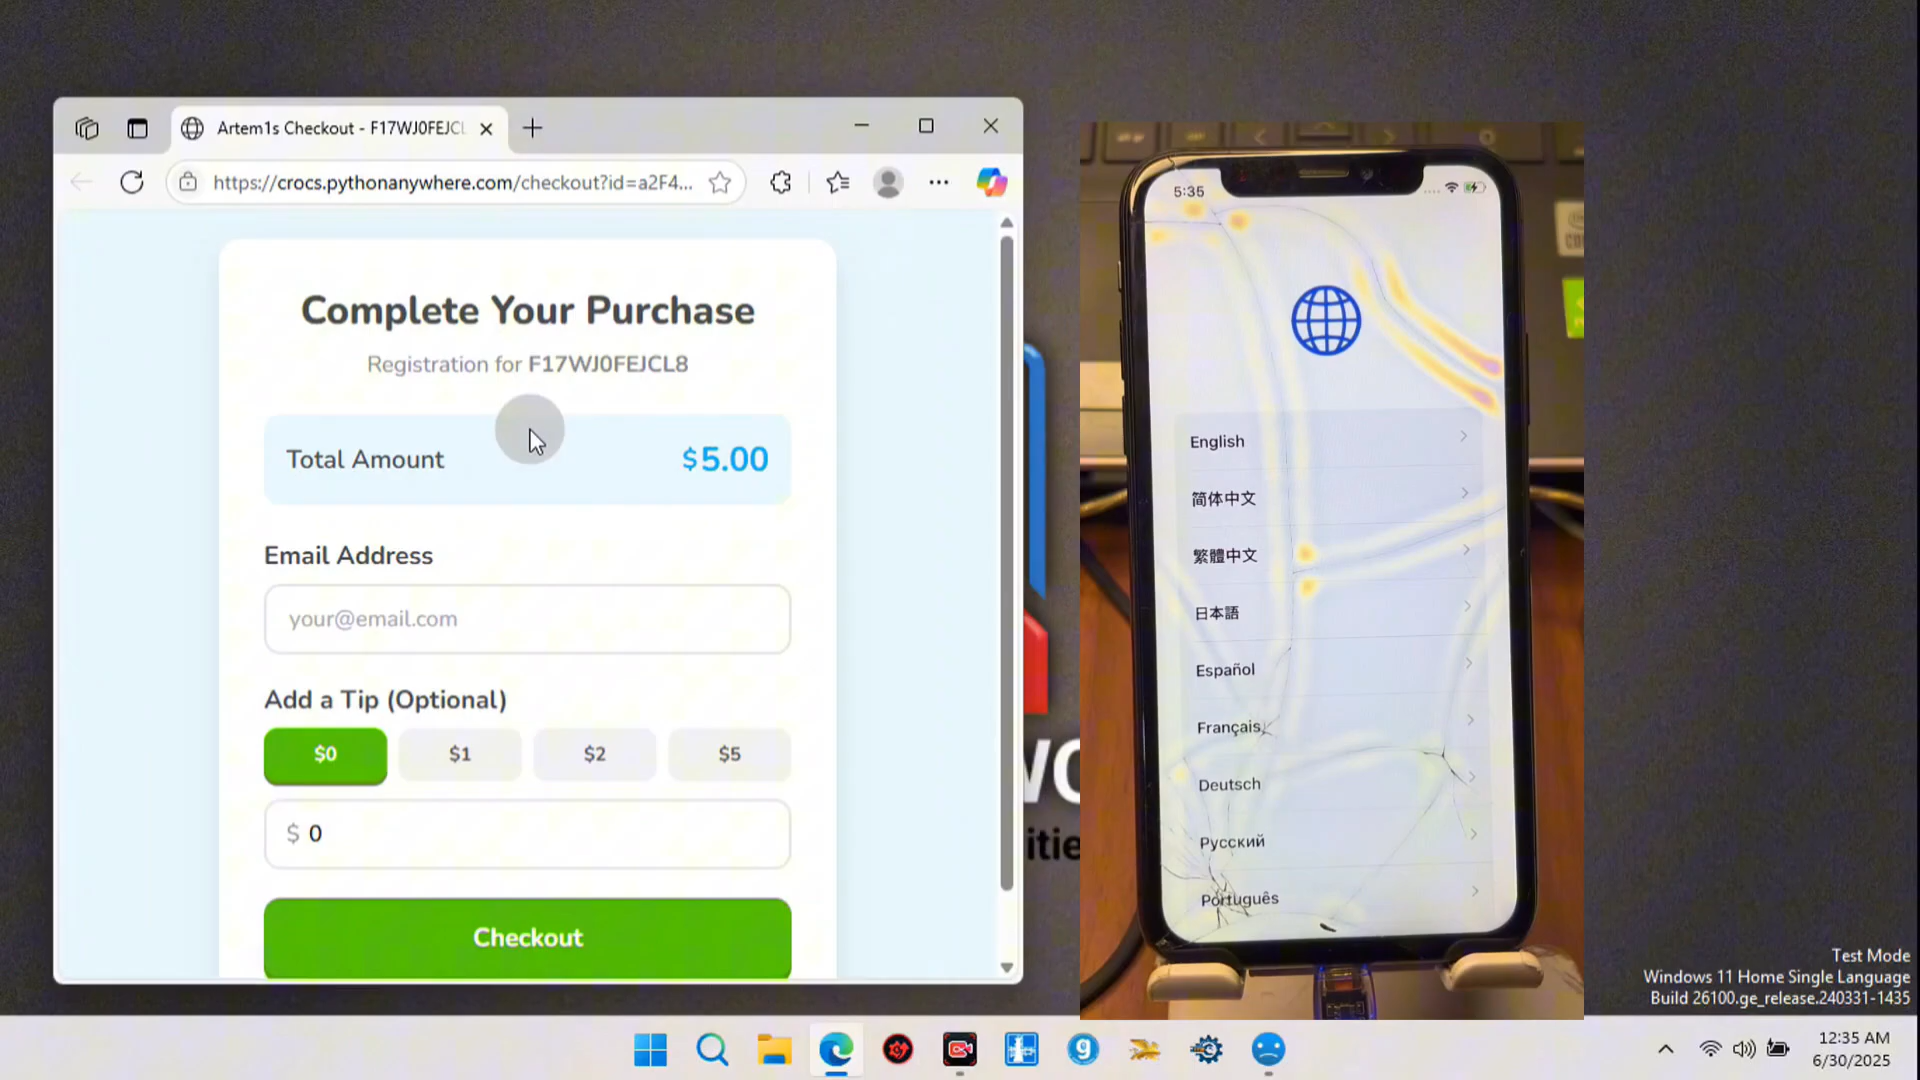 Artem1s Checkout - F17WJ0FEJCL
https://crocs.pythonanywhere.com/checkout?id=a2F4...
Complete Your Purchase
Registration for F17WJ0FEJCL8
Total Amount
$5.00
Email Address
your@email.com
Add a Tip (Optional)
$0
$1
$2
$5
$ 0
Checkout
5:35
English
简体中文
繁體中文
日本語
Español
Français
Deutsch
Русский
Português
Test Mode
Windows 11 Home Single Language
Build 26100.ge_release.240331-1435
12:35 AM
6/30/2025